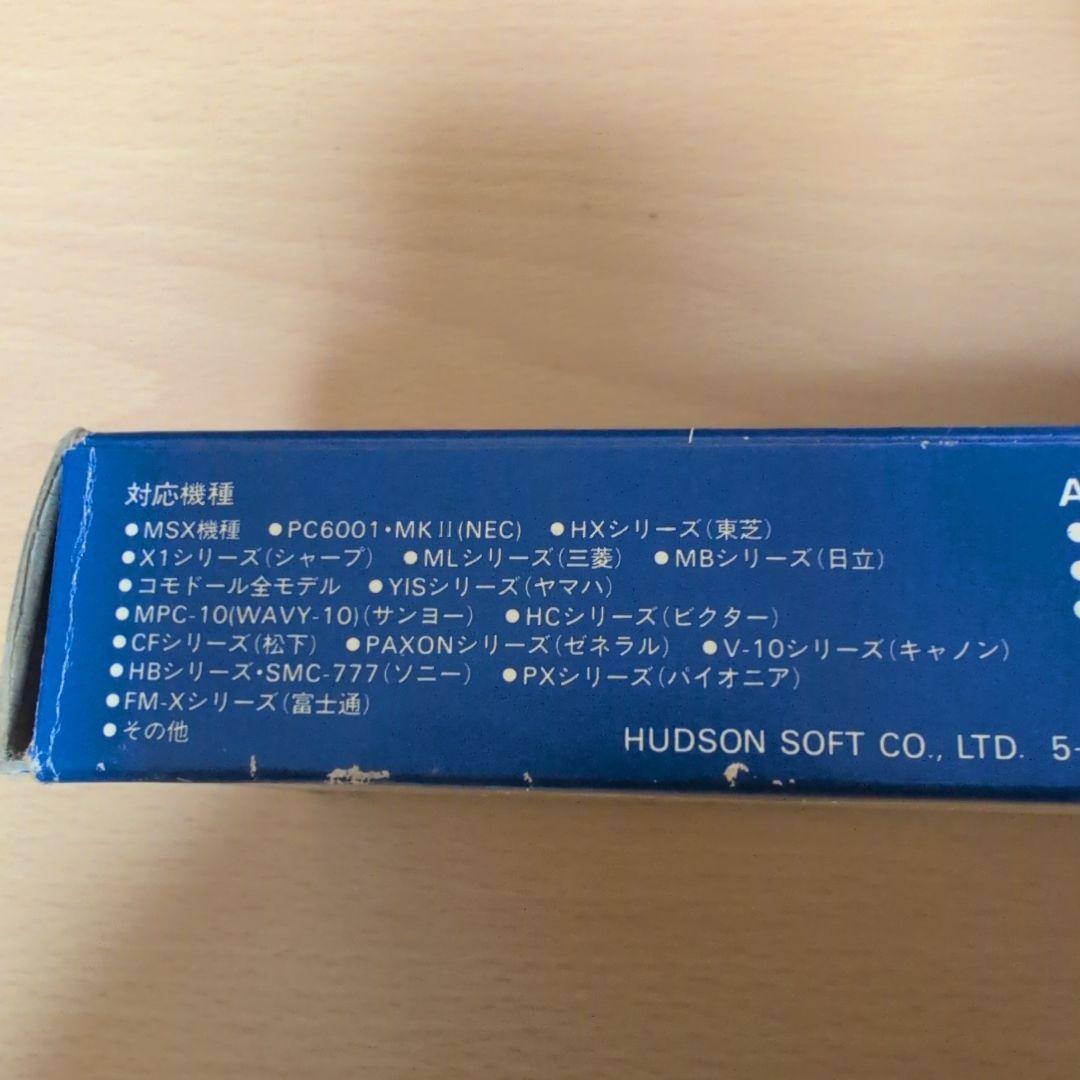 対応機種
●MSX機種 ●PC6001・MKⅡ(NEC) ●HXシリーズ(東芝)
●X1シリーズ(シャープ) ●MLシリーズ(三菱) ●MBシリーズ(日立)
●コモドール全モデル ●YISシリーズ(ヤマハ)
●MPC-10(WAVY-10)(サンヨー) ●HCシリーズ(ビクター)
●CFシリーズ(松下) ●PAXONシリーズ(ゼネラル) ●V-10シリーズ(キャノン)
●HBシリーズ・SMC-777(ソニー) ●PXシリーズ(パイオニア)
●FM-Xシリーズ(富士通)
●その他
HUDSON SOFT CO., LTD. 5-
A